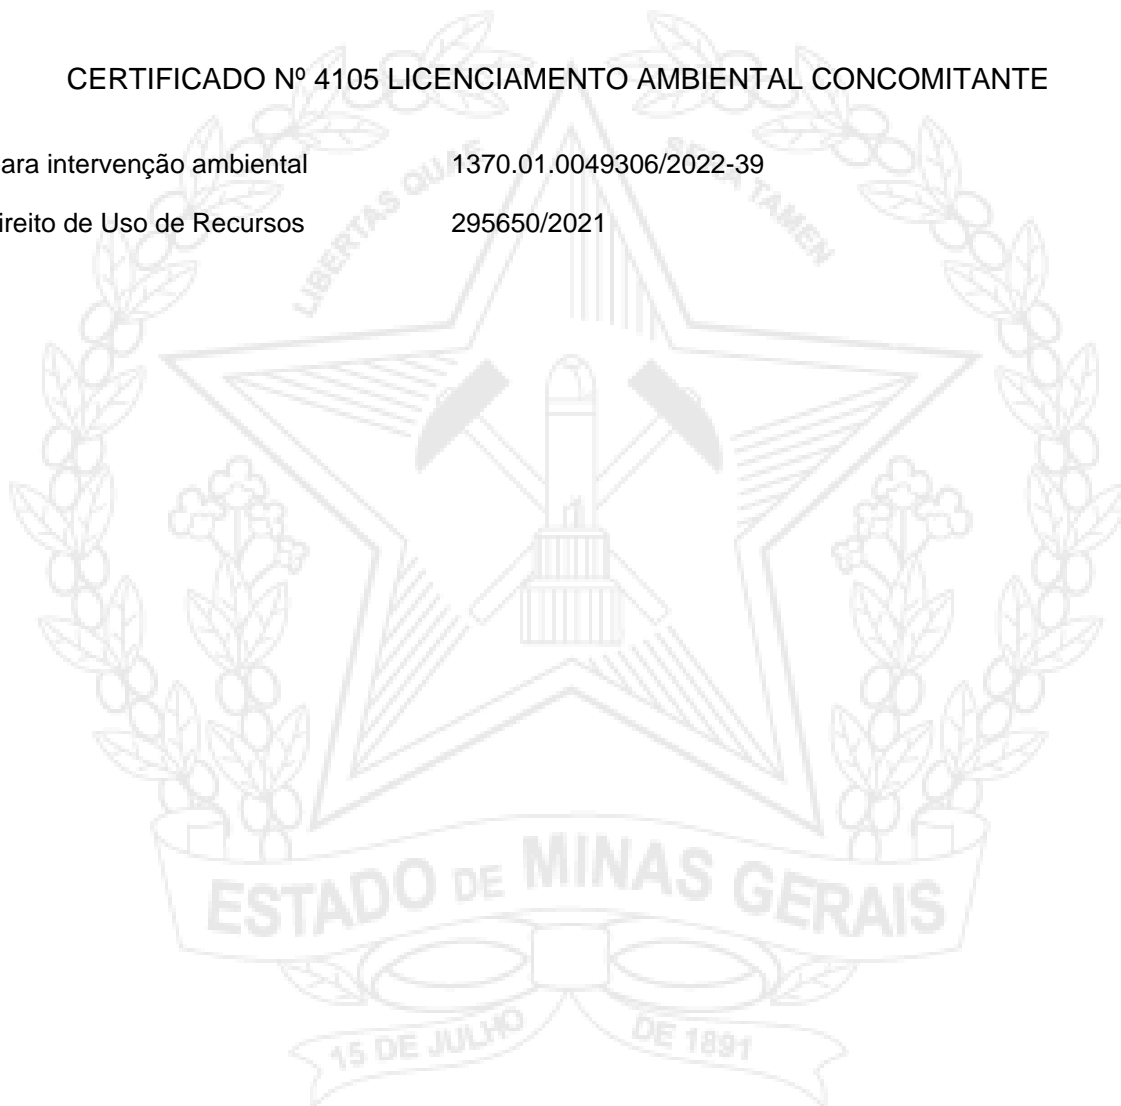 CERTIFICADO Nº 4105 LICENCIAMENTO AMBIENTAL CONCOMITANTE
ara intervenção ambiental 1370.01.0049306/2022-39
ireito de Uso de Recursos 295650/2021
LIBERTAS QUAE SERA TAMEN
ESTADO DE MINAS GERAIS
15 DE JULHO DE 1891